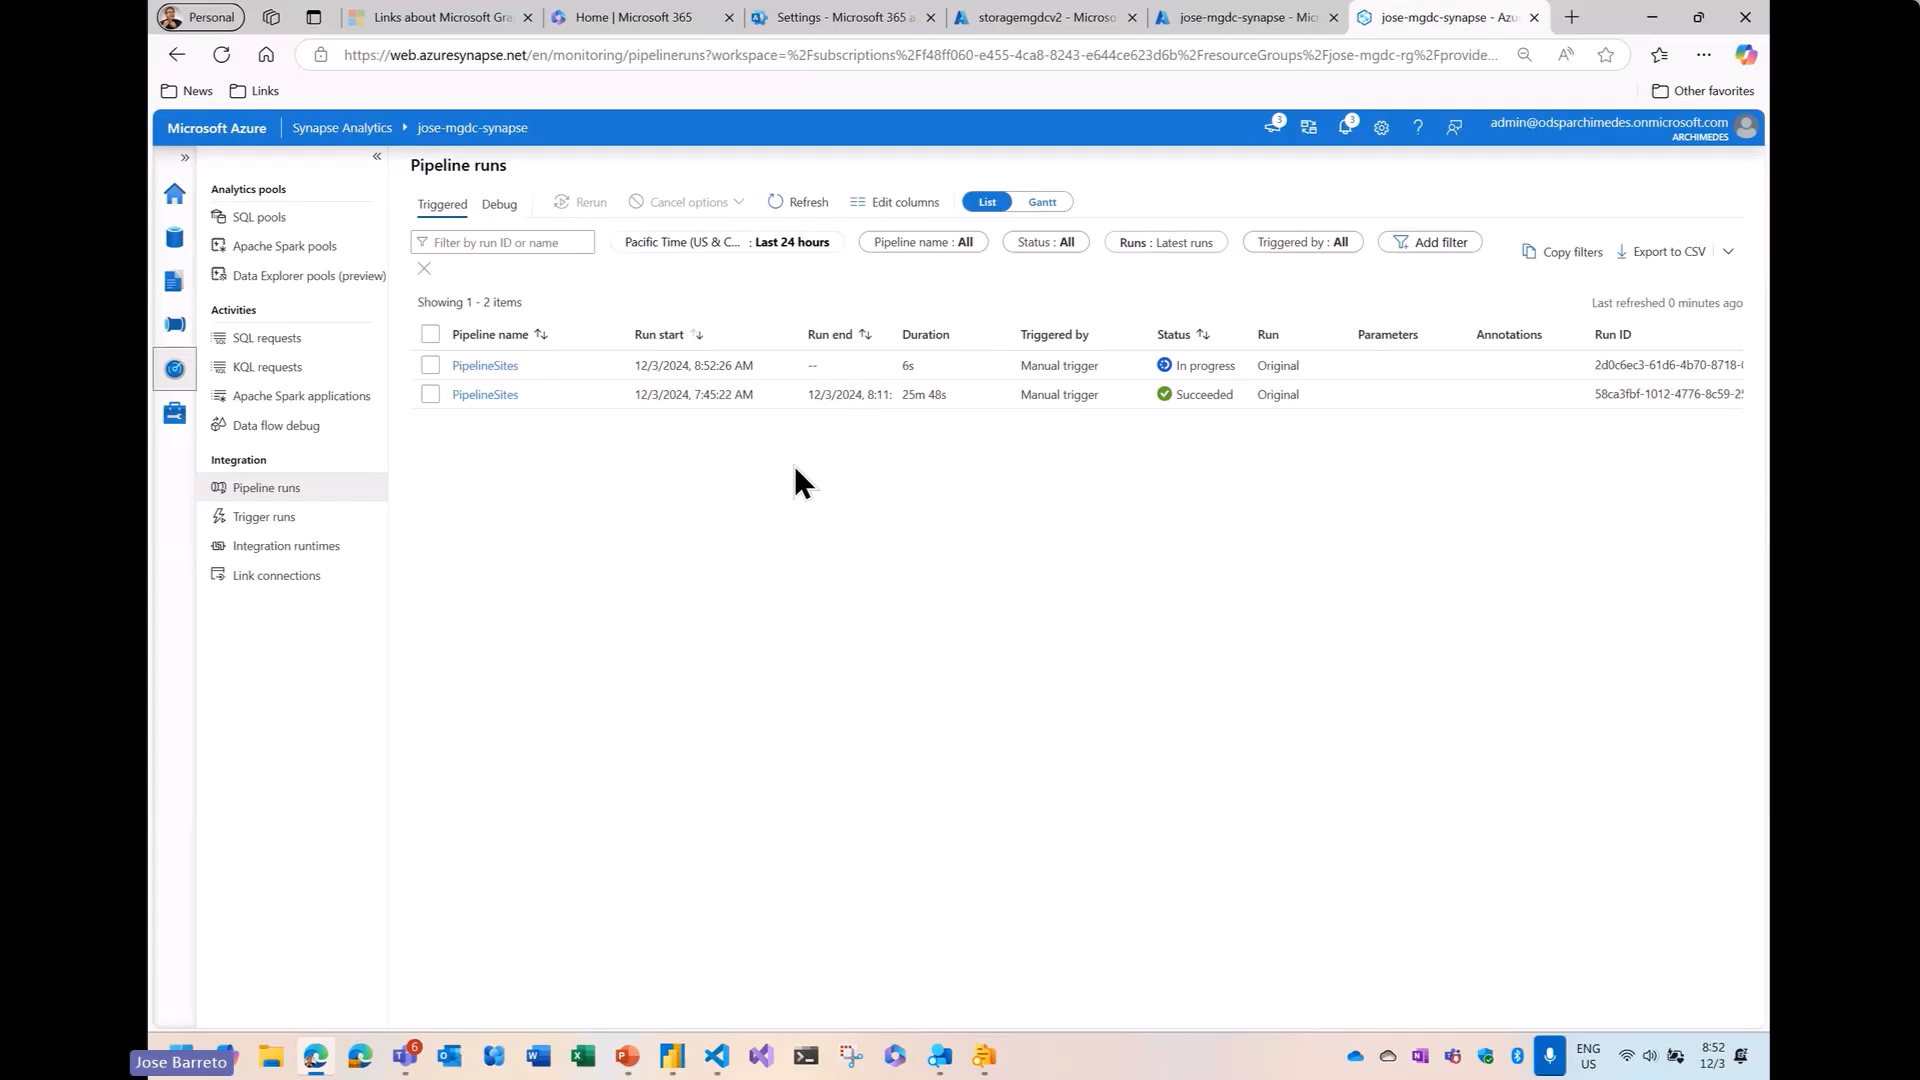 Personal
Links about Microsoft Gra
Home | Microsoft 365
Settings - Microsoft 365 a
storagemgdcv2 - Microso
jose-mgdc-synapse - Mic
jose-mgdc-synapse - Azu
https://web.azuresynapse.net/en/monitoring/pipelineruns?workspace=%2Fsubscriptions%2Ff48ff060-e455-4ca8-8243-e644ce623d6b%2FresourceGroups%2Fjose-mgdc-rg%2Fprovide...
News
Links
Other favorites
Microsoft Azure
Synapse Analytics
jose-mgdc-synapse
3
3
admin@odsparchimedes.onmicrosoft.com
ARCHIMEDES
Analytics pools
SQL pools
Apache Spark pools
Data Explorer pools (preview)
Activities
SQL requests
KQL requests
Apache Spark applications
Data flow debug
Integration
Pipeline runs
Trigger runs
Integration runtimes
Link connections
Pipeline runs
Triggered
Debug
Rerun
Cancel options
Refresh
Edit columns
List
Gantt
Filter by run ID or name
Pacific Time (US & C... : Last 24 hours
Pipeline name : All
Status : All
Runs : Latest runs
Triggered by : All
Add filter
Copy filters
Export to CSV
Showing 1 - 2 items
Last refreshed 0 minutes ago
Pipeline name Run start Run end Duration Triggered by Status Run Parameters Annotations Run ID
PipelineSites 12/3/2024, 8:52:26 AM -- 6s Manual trigger In progress Original 2d0c6ec3-61d6-4b70-8718-
PipelineSites 12/3/2024, 7:45:22 AM 12/3/2024, 8:11: 25m 48s Manual trigger Succeeded Original 58ca3fbf-1012-4776-8c59-2
Jose Barreto
6
ENG
US
8:52
12/3